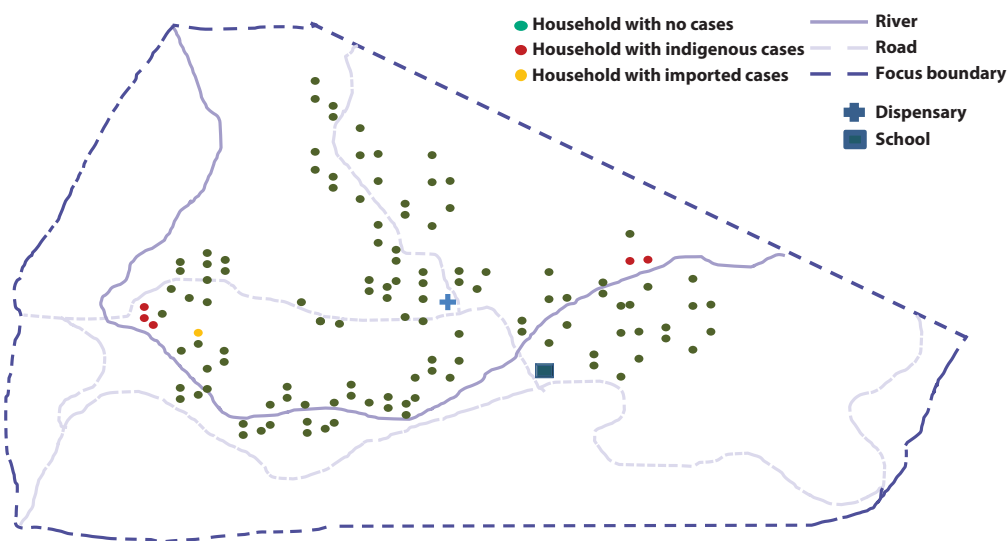 Household with no cases
Household with indigenous cases
Household with imported cases
River
Road
Focus boundary
Dispensary
School